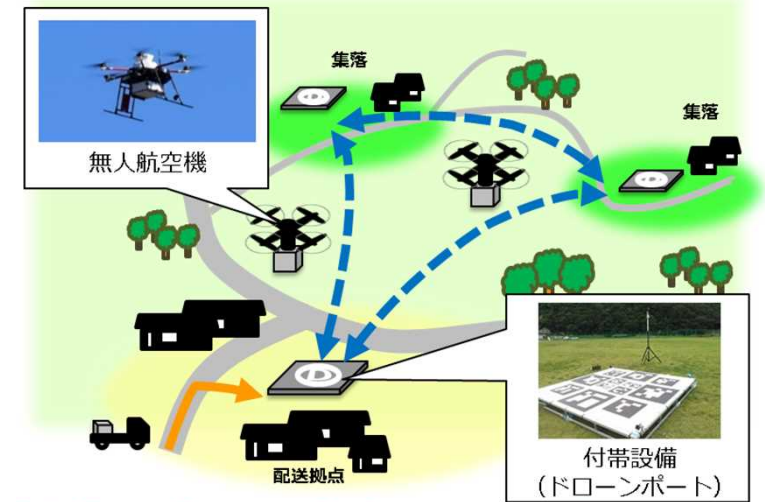 無人航空機
集落
集落
配送拠点
付帯設備
（ドローンポート）